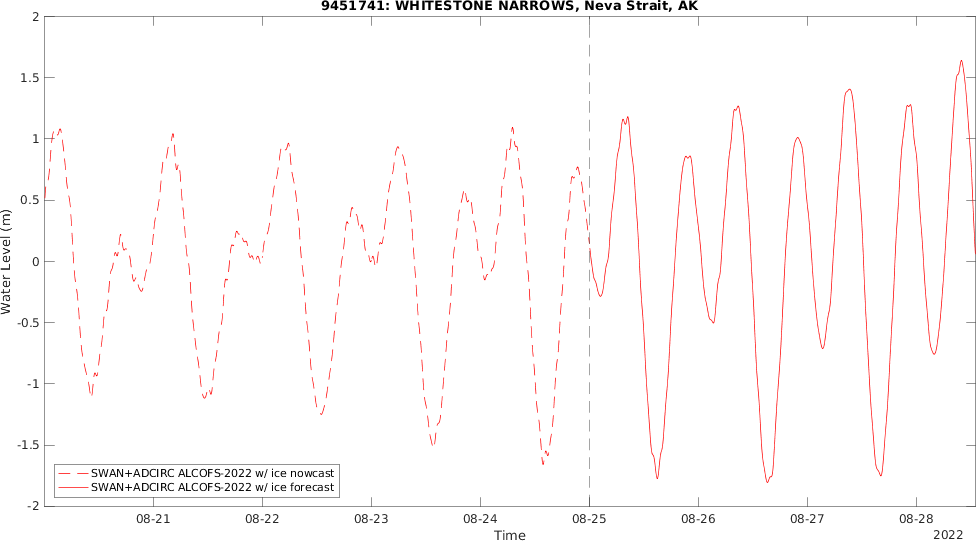 9451741: WHITESTONE NARROWS, Neva Strait, AK
Water Level (m)
2
1.5
1
0.5
0
-0.5
-1
-1.5
-2
SWAN+ADCIRC ALCOFS-2022 w/ ice nowcast
SWAN+ADCIRC ALCOFS-2022 w/ ice forecast
08-21 08-22 08-23 08-24 08-25 08-26 08-27 08-28
Time
2022